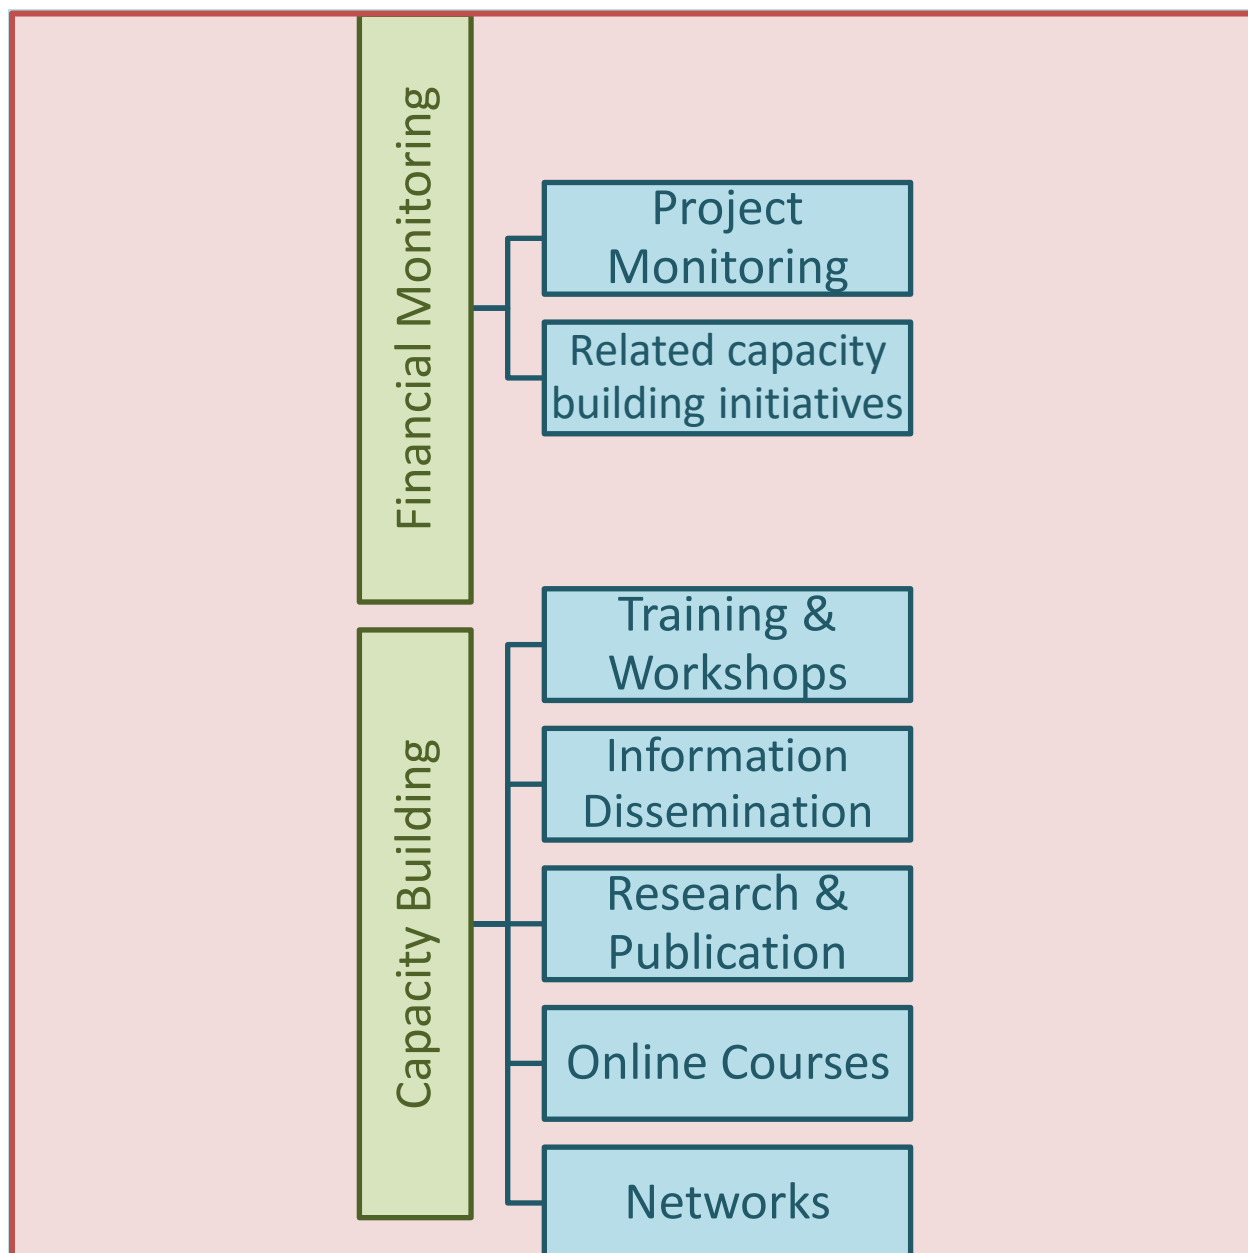 Financial Monitoring
Project
Monitoring
Related capacity
building initiatives
Capacity Building
Training &
Workshops
Information
Dissemination
Research &
Publication
Online Courses
Networks